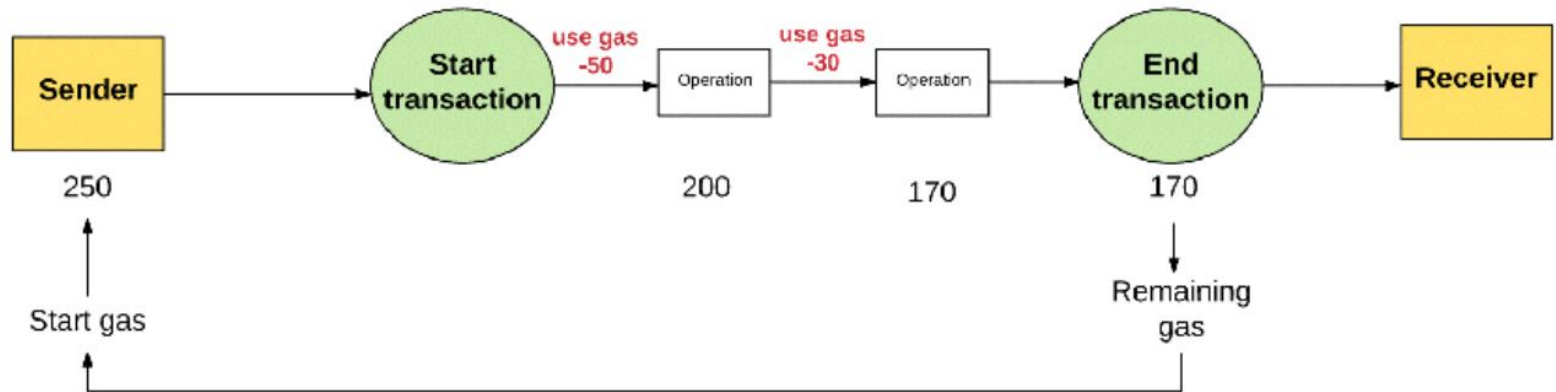 Sender
Start
transaction
use gas
-50
Operation
use gas
-30
Operation
End
transaction
Receiver
250
200
170
170
Start gas
Remaining
gas